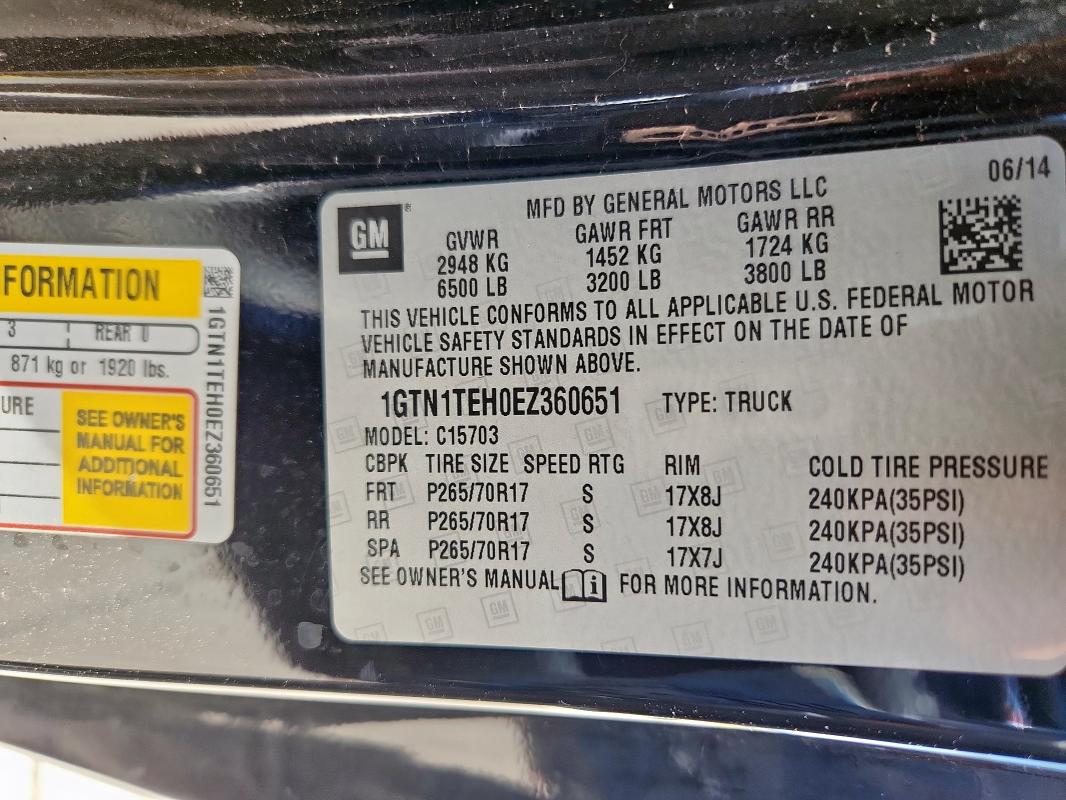 FORMATION
3 REAR 0
871 kg or 1920 lbs.
URE
SEE OWNER'S
MANUAL FOR
ADDITIONAL
INFORMATION
1GTN1TEH0EZ360651
06/14
GM®
MFD BY GENERAL MOTORS LLC
GVWR GAWR FRT GAWR RR
2948 KG 1452 KG 1724 KG
6500 LB 3200 LB 3800 LB
THIS VEHICLE CONFORMS TO ALL APPLICABLE U.S. FEDERAL MOTOR
VEHICLE SAFETY STANDARDS IN EFFECT ON THE DATE OF
MANUFACTURE SHOWN ABOVE.
1GTN1TEH0EZ360651 TYPE: TRUCK
MODEL: C15703
CBPK TIRE SIZE SPEED RTG RIM COLD TIRE PRESSURE
FRT P265/70R17 S 17X8J 240KPA(35PSI)
RR P265/70R17 S 17X8J 240KPA(35PSI)
SPA P265/70R17 S 17X7J 240KPA(35PSI)
SEE OWNER'S MANUAL i FOR MORE INFORMATION.